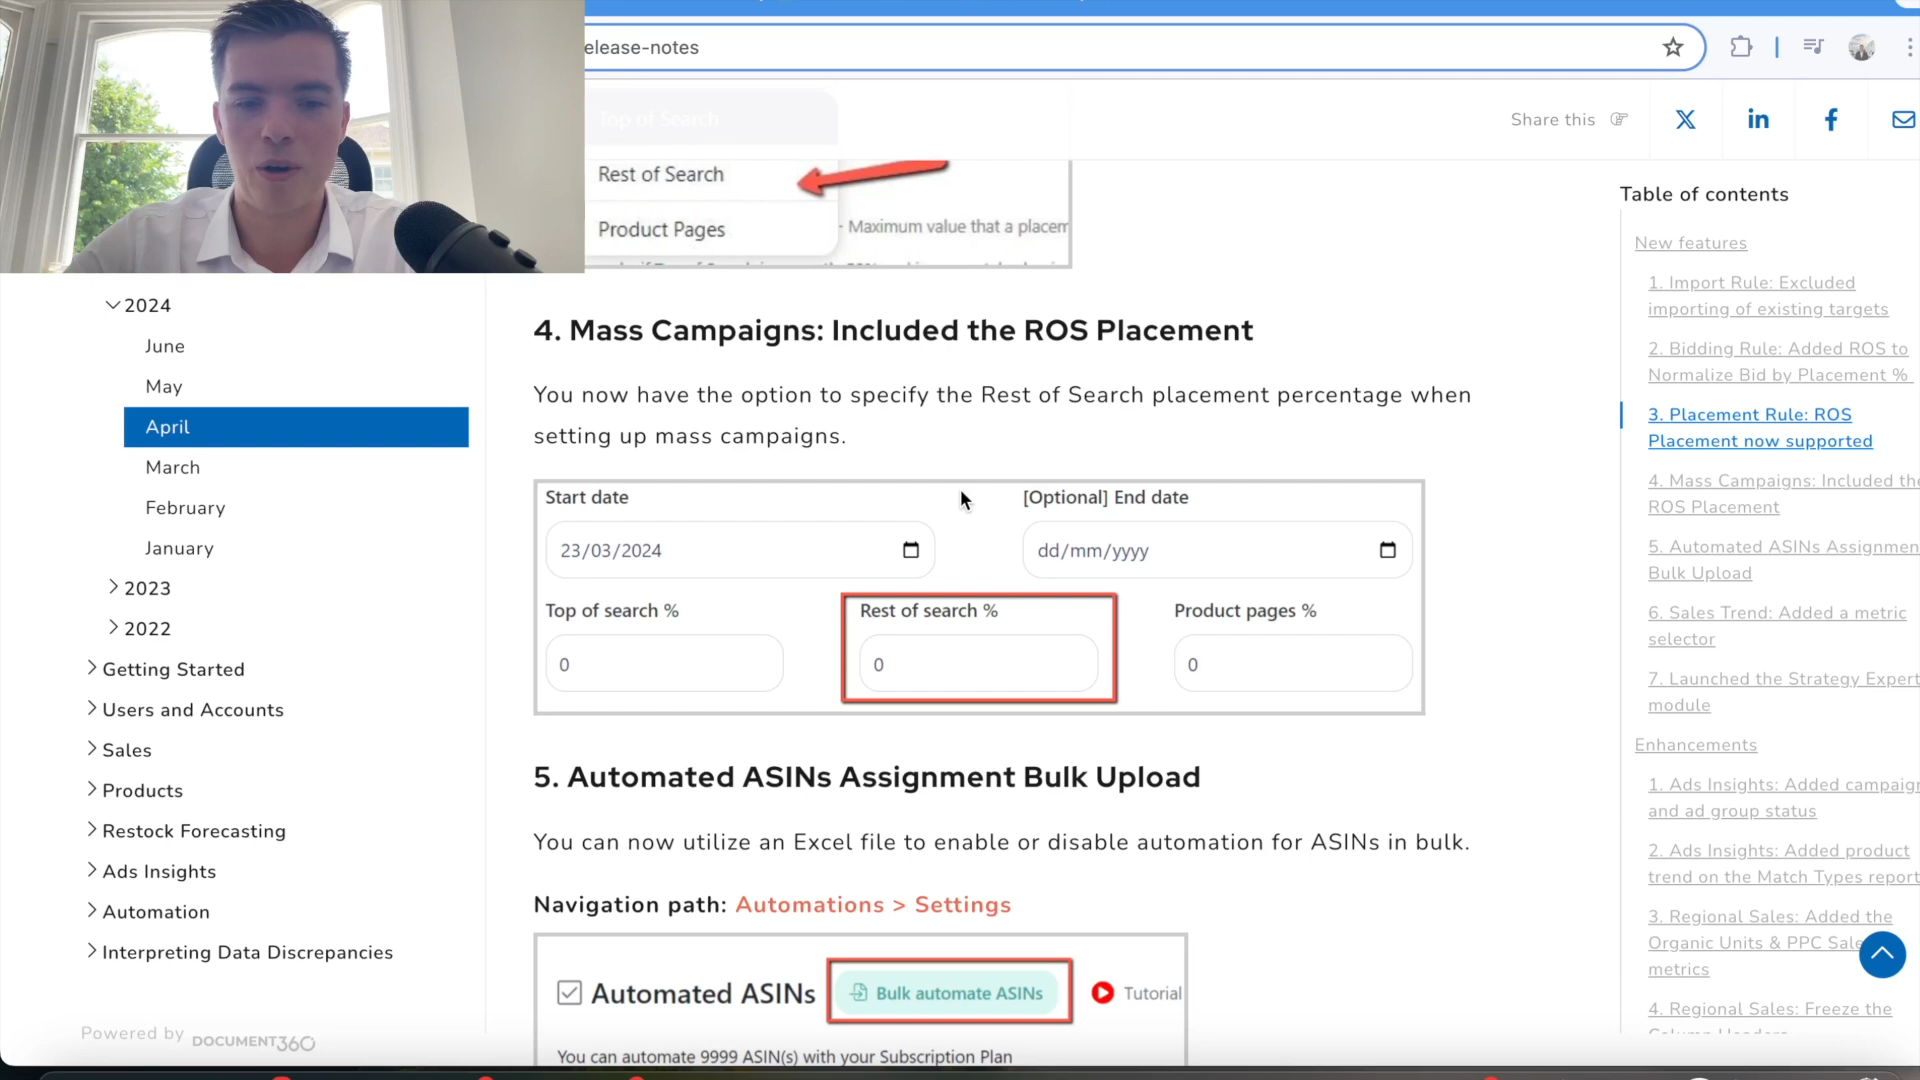 elease-notes
Top of Search
Share this
Rest of Search
Product Pages
- Maximum value that a placem
4. Mass Campaigns: Included the ROS Placement
You now have the option to specify the Rest of Search placement percentage when
setting up mass campaigns.
Start date
[Optional] End date
23/03/2024
dd/mm/yyyy
Top of search %
Rest of search %
Product pages %
0
0
0
5. Automated ASINs Assignment Bulk Upload
You can now utilize an Excel file to enable or disable automation for ASINs in bulk.
Navigation path: Automations > Settings
Automated ASINs
Bulk automate ASINs
Tutorial
You can automate 9999 ASIN(s) with your Subscription Plan
2024
June
May
April
March
February
January
2023
2022
Getting Started
Users and Accounts
Sales
Products
Restock Forecasting
Ads Insights
Automation
Interpreting Data Discrepancies
Powered by DOCUMENT360
Table of contents
New features
1. Import Rule: Excluded
importing of existing targets
2. Bidding Rule: Added ROS to
Normalize Bid by Placement %
3. Placement Rule: ROS
Placement now supported
4. Mass Campaigns: Included the
ROS Placement
5. Automated ASINs Assignmen
Bulk Upload
6. Sales Trend: Added a metric
selector
7. Launched the Strategy Expert
module
Enhancements
1. Ads Insights: Added campaign
and ad group status
2. Ads Insights: Added product
trend on the Match Types report
3. Regional Sales: Added the
Organic Units & PPC Sale
metrics
4. Regional Sales: Freeze the
Column Headers